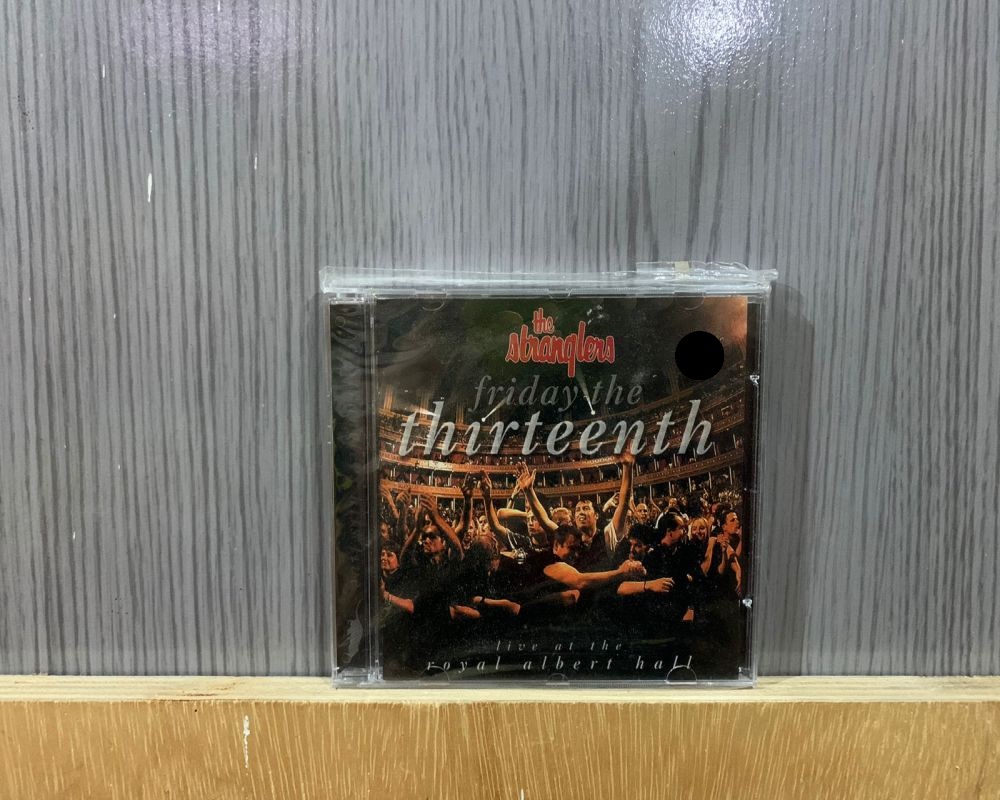 the
stranglers
friday the
thirteenth
live at the
royal albert hall